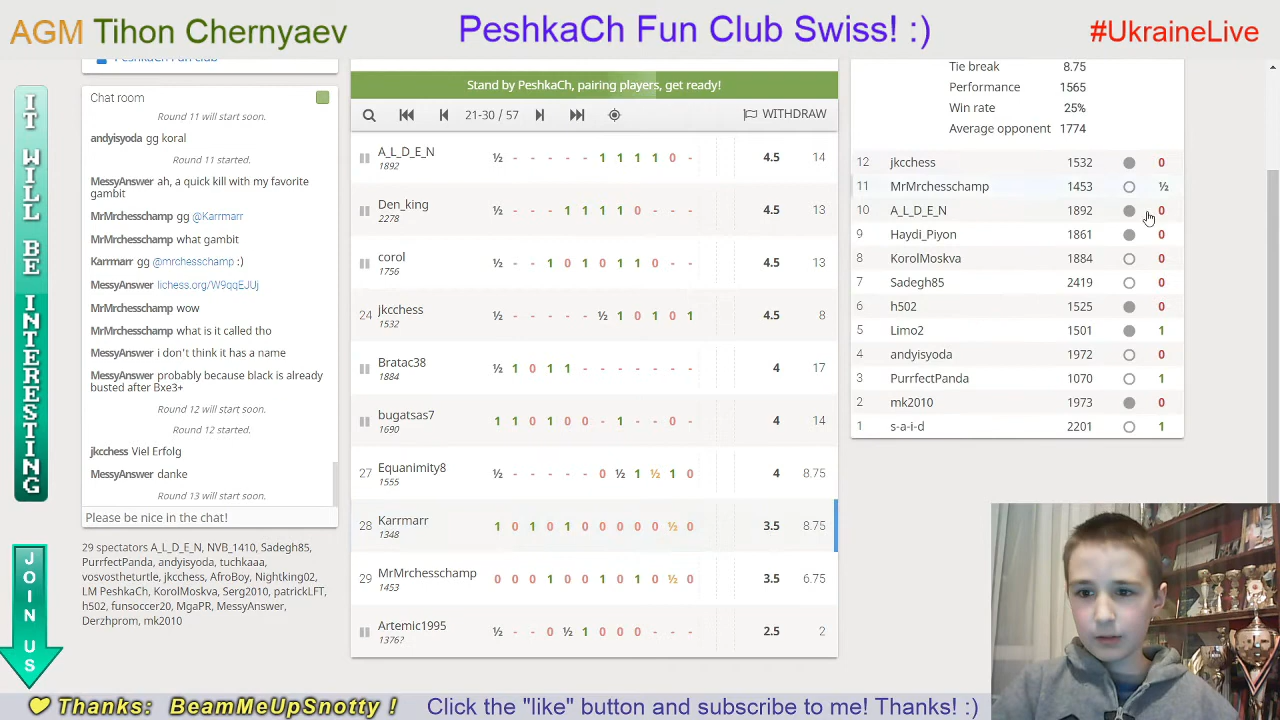 AGM Tihon Chernyaev
PeshkaCh Fun Club Swiss! :)
#UkraineLive
IT WILL BE INTERESTING
JOIN US
PeshkaCh Fun Club
Chat room
Round 11 will start soon.
andyisyoda gg koral
Round 11 started.
MessyAnswer ah, a quick kill with my favorite
gambit
MrMrchesschamp gg @Karrmarr
MrMrchesschamp what gambit
Karrmarr gg @mrchesschamp :)
MessyAnswer lichess.org/W9qqEJUj
MrMrchesschamp wow
MrMrchesschamp what is it called tho
MessyAnswer i don't think it has a name
MessyAnswer probably because black is already
busted after Bxe3+
Round 12 will start soon.
Round 12 started.
jkcchess Viel Erfolg
MessyAnswer danke
Round 13 will start soon.
Please be nice in the chat!
29 spectators A_L_D_E_N, NVB_1410, Sadegh85,
PurrfectPanda, andyisyoda, tuchkaaa,
vosvostheturtle, jkcchess, AfroBoy, Nightking02,
LM PeshkaCh, KorolMoskva, Serg2010, patrickLFT,
h502, funsoccer20, MgaPR, MessyAnswer,
Derzhprom, mk2010
Stand by PeshkaCh, pairing players, get ready!
21-30 / 57 WITHDRAW
A_L_D_E_N ½ - - - - - 1 1 1 1 0 - 4.5 14
1892
Den_king ½ - - - 1 1 1 1 0 - - - 4.5 13
2278
corol ½ - - 1 0 1 0 1 1 - - - 4.5 13
1756
24 jkcchess ½ - - - - - ½ 1 0 1 0 1 4.5 8
1532
Bratac38 ½ 1 0 1 1 - - - - - - - 4 17
1884
bugatsas7 1 1 0 1 0 0 - 1 - - - 0 4 14
1690
27 Equanimity8 ½ - - - - - 0 ½ 1 ½ 1 0 4 8.75
1555
28 Karrmarr 1 0 1 0 1 0 0 0 0 0 ½ 0 3.5 8.75
1348
29 MrMrchesschamp 0 0 0 1 0 0 1 0 1 0 ½ 0 3.5 6.75
1453
Artemic1995 ½ - - 0 ½ 1 0 0 0 - - - 2.5 2
1376?
Tie break 8.75
Performance 1565
Win rate 25%
Average opponent 1774
12 jkcchess 1532 0
11 MrMrchesschamp 1453 ½
10 A_L_D_E_N 1892 0
9 Haydi_Piyon 1861 0
8 KorolMoskva 1884 0
7 Sadegh85 2419 0
6 h502 1525 0
5 Limo2 1501 1
4 andyisyoda 1972 0
3 PurrfectPanda 1070 1
2 mk2010 1973 0
1 s-a-i-d 2201 1
Thanks: BeamMeUpSnotty !
Click the "like" button and subscribe to me! Thanks! :)